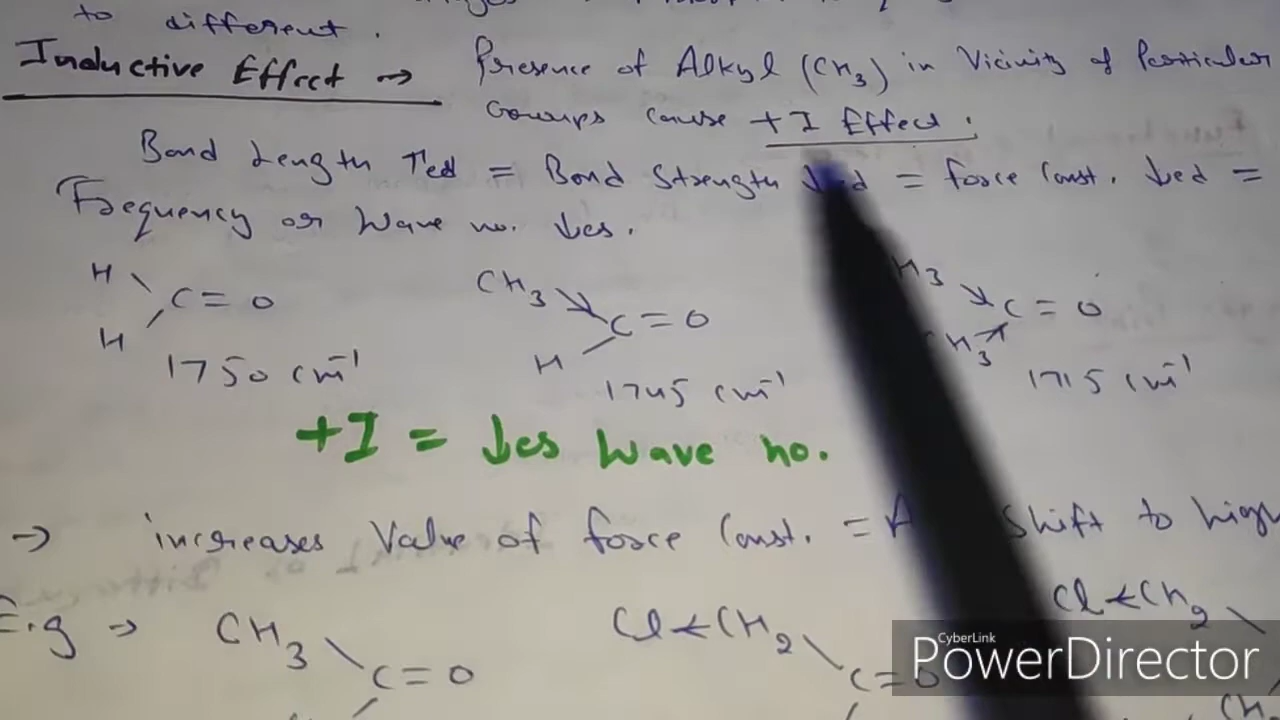 to different.
Inductive Effect → Presence of Alkyl (CH3) in Vicinity of Particular
Groups cause +I Effect.
Bond Length ↑ed = Bond Strength ↓ed = force Const. ↓ed =
Frequency or Wave no. ↓es.
H
H
C=O
1750 cm-1
CH3
H
C=O
1745 cm-1
H3
CH3
C=O
1715 cm-1
+I = ↓es Wave no.
→ increases Value of force Const. = Shift to high
E.g → CH3
C=O
Cl←CH2
C=O
Cl←CH2
CyberLink
PowerDirector